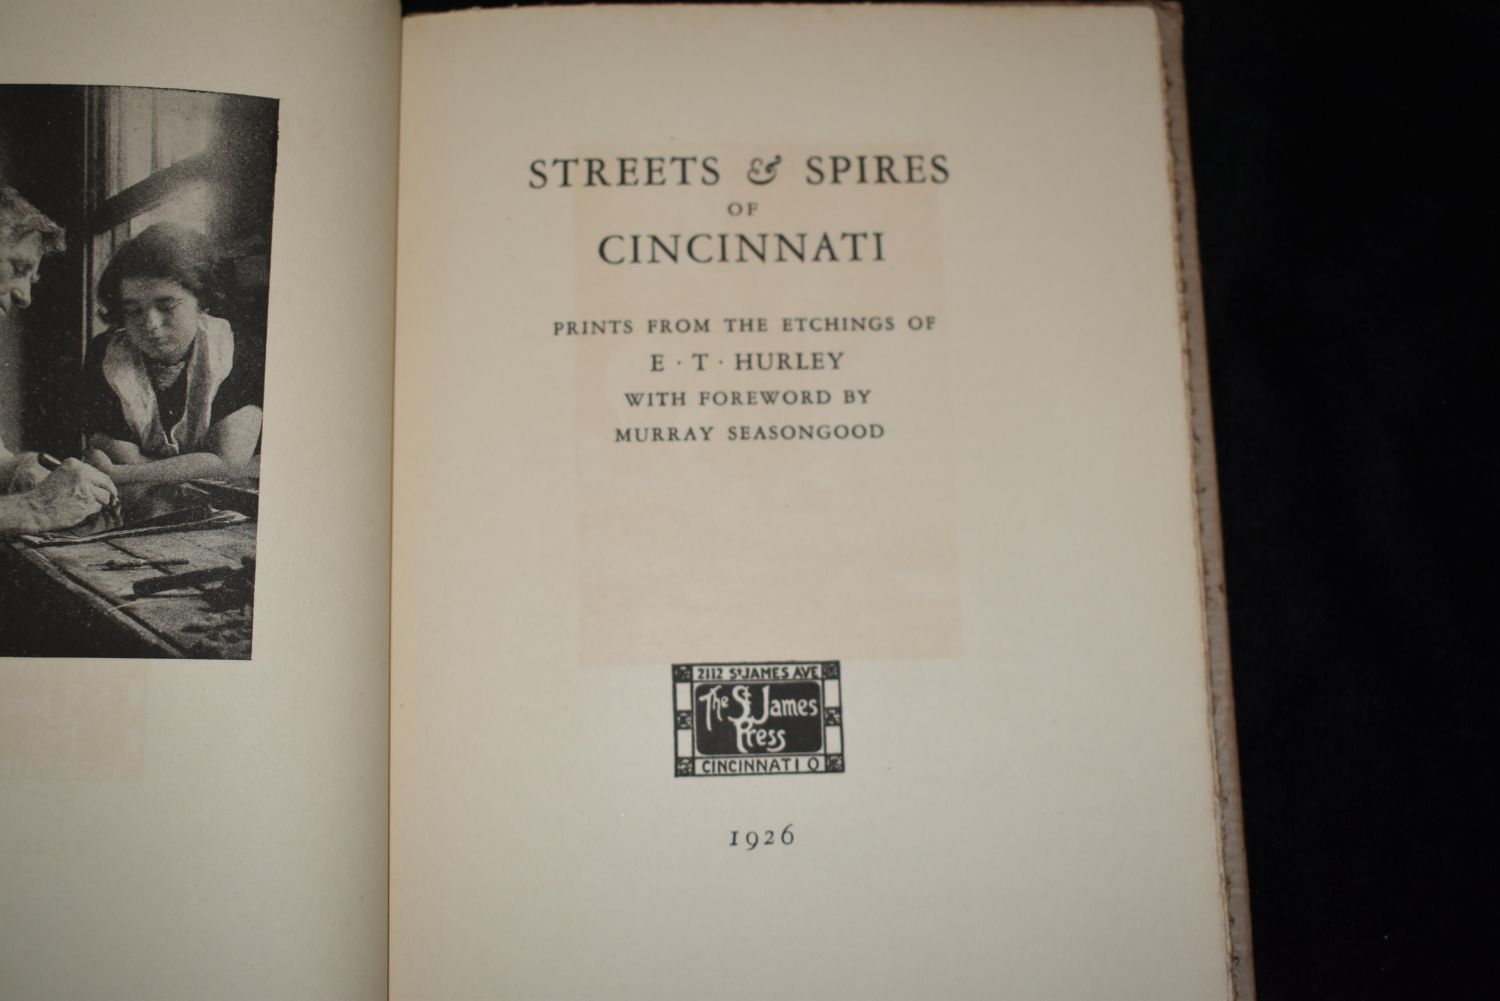 STREETS & SPIRES
OF
CINCINNATI
PRINTS FROM THE ETCHINGS OF
E · T · HURLEY
WITH FOREWORD BY
MURRAY SEASONGOOD
2112 St JAMES AVE
The St James
Press
CINCINNATI O
1926